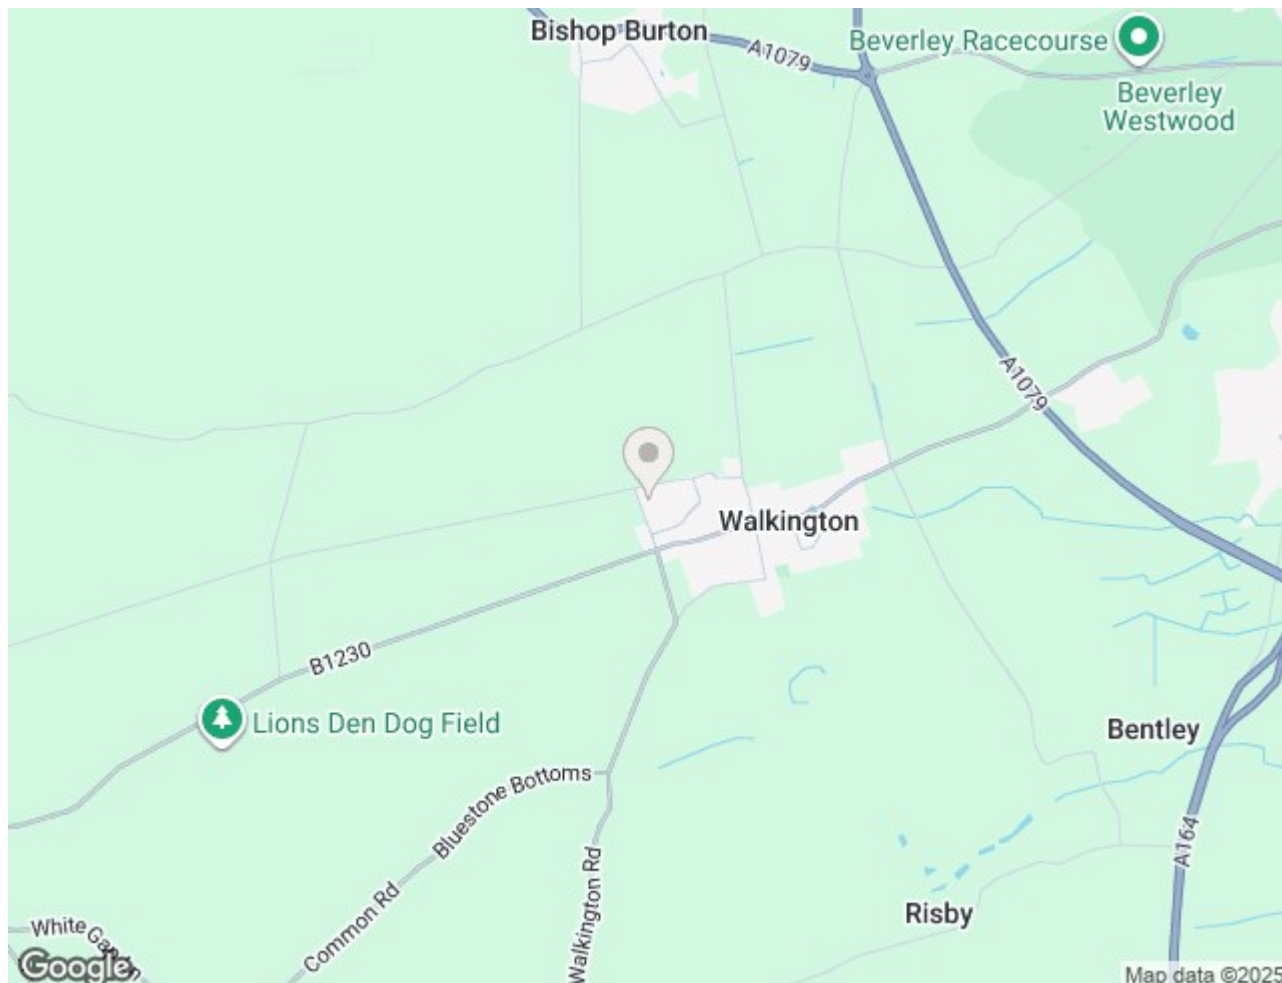 Bishop Burton
A1079
Beverley Racecourse
Beverley
Westwood
A1079
Walkington
B1230
Lions Den Dog Field
Bentley
Bluestone Bottoms
A164
Walkington Rd
Common Rd
Risby
White Gap
Google
Map data ©2025